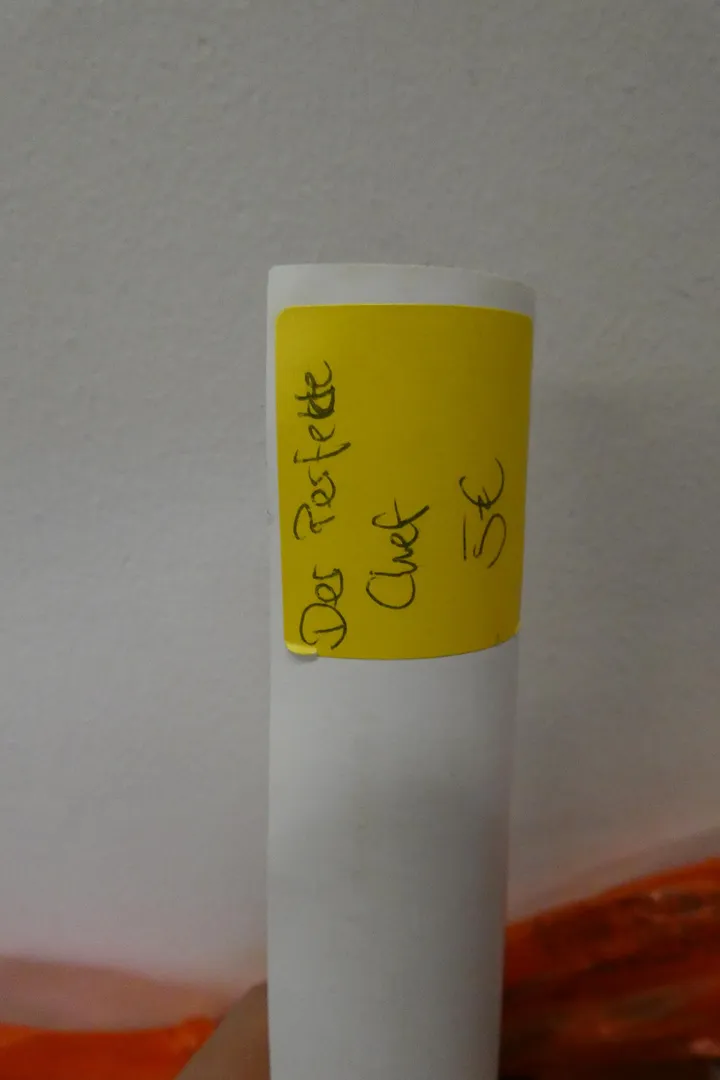 Der Perfekte
Chef
5€